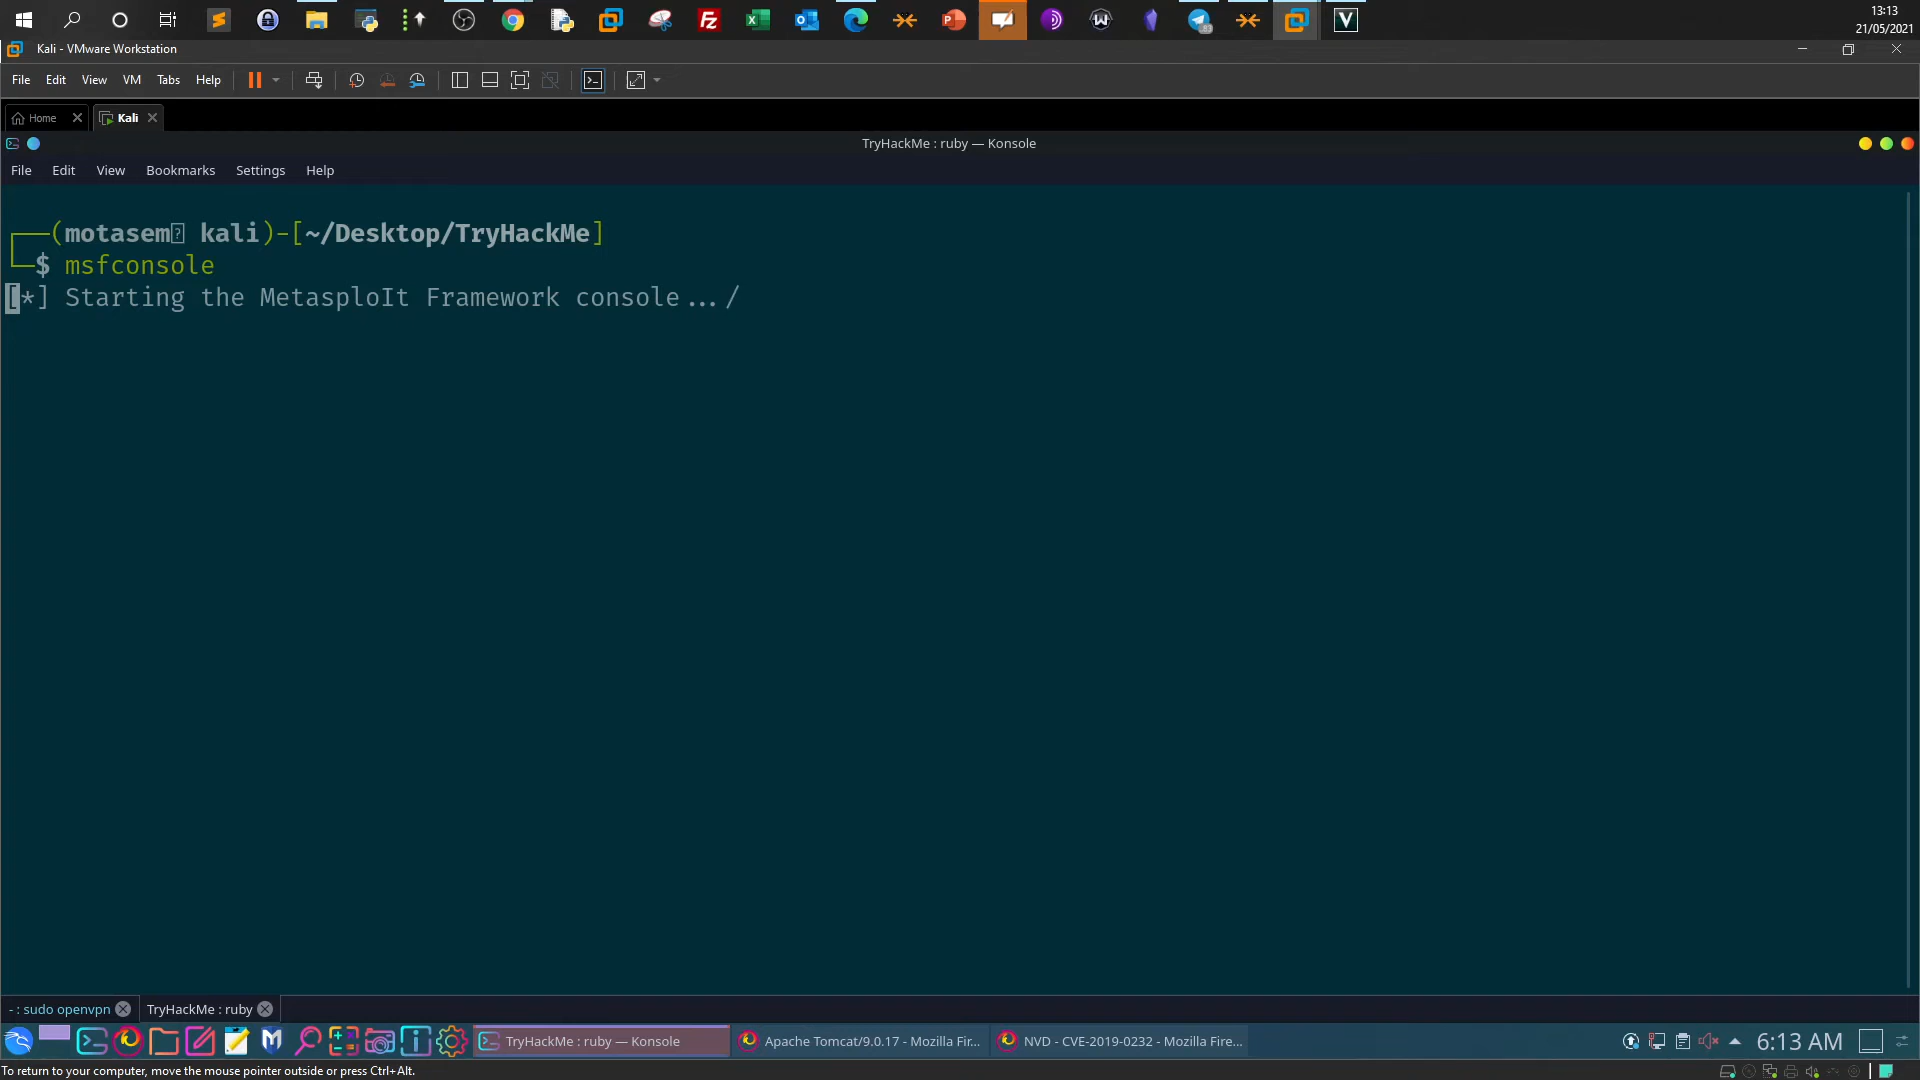 13:13
21/05/2021
Kali - VMware Workstation
File Edit View VM Tabs Help
Home Kali
TryHackMe : ruby — Konsole
File Edit View Bookmarks Settings Help
(motasem kali)-[~/Desktop/TryHackMe]
$ msfconsole
[*] Starting the MetasploIt Framework console.../
- : sudo openvpn TryHackMe : ruby
TryHackMe : ruby — Konsole Apache Tomcat/9.0.17 - Mozilla Fir... NVD - CVE-2019-0232 - Mozilla Fire... 6:13 AM
To return to your computer, move the mouse pointer outside or press Ctrl+Alt.